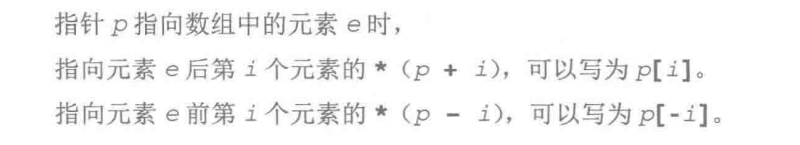 指针 p 指向数组中的元素 e 时，
指向元素 e 后第 i 个元素的 *（p + i），可以写为 p[i]。
指向元素 e 前第 i 个元素的 *（p - i），可以写为 p[-i]。